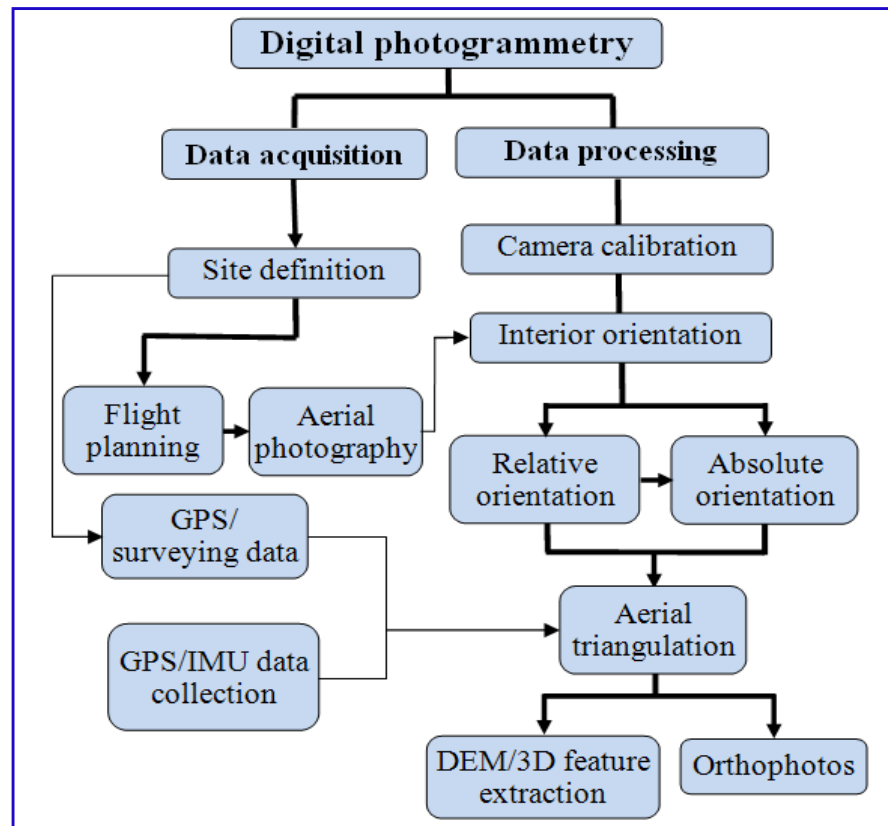 Digital photogrammetry
Data acquisition
Data processing
Site definition
Camera calibration
Interior orientation
Flight
planning
Aerial
photography
Relative
orientation
Absolute
orientation
GPS/
surveying data
Aerial
triangulation
GPS/IMU data
collection
DEM/3D feature
extraction
Orthophotos